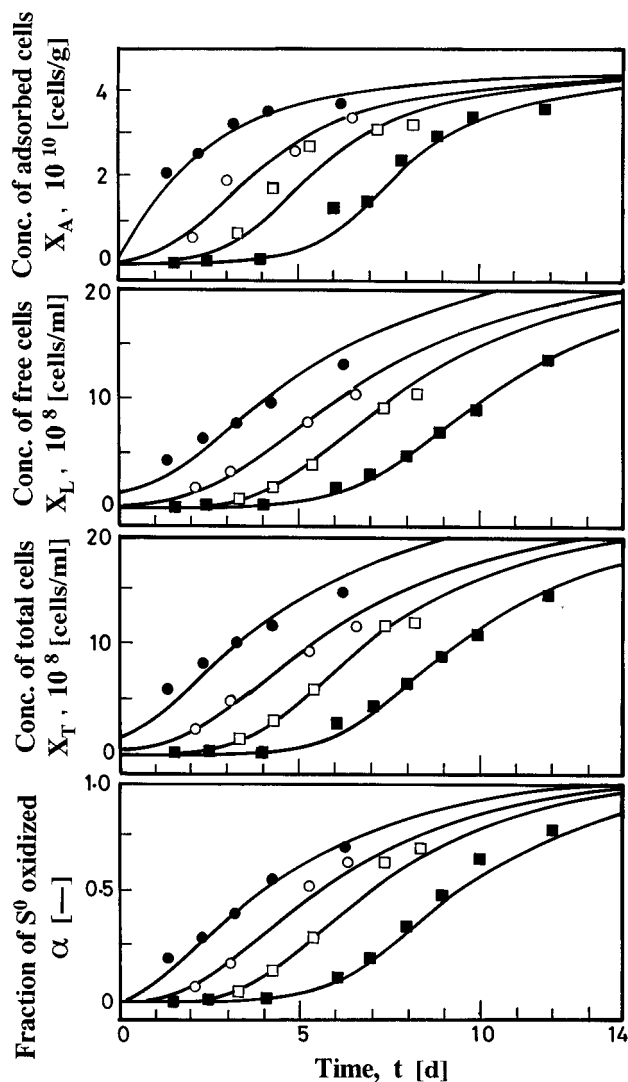 Conc. of adsorbed cells
X_A , 10^10 [cells/g]
4
2
0
Conc. of free cells
X_L , 10^8 [cells/ml]
20
10
0
Conc. of total cells
X_T , 10^8 [cells/ml]
20
10
0
Fraction of S^0 oxidized
α [—]
1.0
0.5
0
0 5 10 14
Time, t [d]